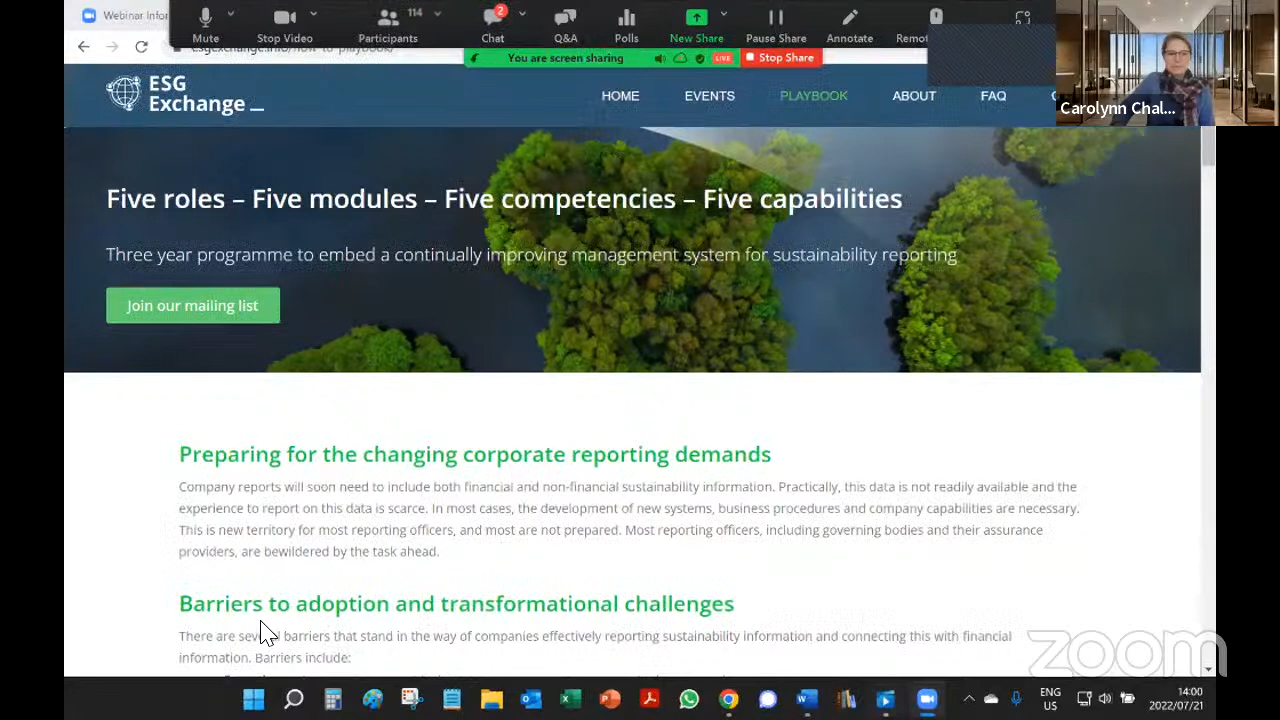 Webinar Infor
Mute
Stop Video
114
Participants
2
Chat
Q&A
Polls
New Share
Pause Share
Annotate
Remot
esgexchange.info/how-to-playbook/
You are screen sharing
LIVE
Stop Share
Carolynn Chal...
ESG
Exchange _
HOME
EVENTS
PLAYBOOK
ABOUT
FAQ
Five roles – Five modules – Five competencies – Five capabilities
Three year programme to embed a continually improving management system for sustainability reporting
Join our mailing list
Preparing for the changing corporate reporting demands
Company reports will soon need to include both financial and non-financial sustainability information. Practically, this data is not readily available and the
experience to report on this data is scarce. In most cases, the development of new systems, business procedures and company capabilities are necessary.
This is new territory for most reporting officers, and most are not prepared. Most reporting officers, including governing bodies and their assurance
providers, are bewildered by the task ahead.
Barriers to adoption and transformational challenges
There are several barriers that stand in the way of companies effectively reporting sustainability information and connecting this with financial
information. Barriers include:
zoom
ENG
US
14:00
2022/07/21